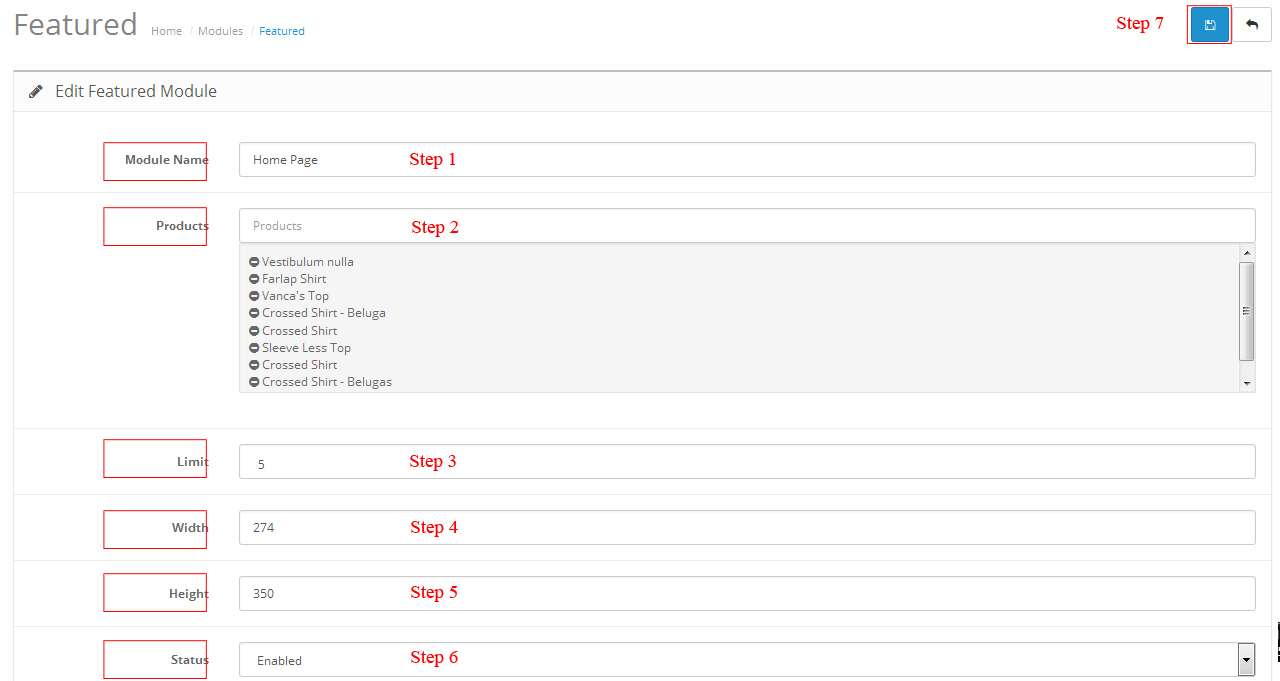 Featured Home / Modules / Featured Step 7
Edit Featured Module
Module Name Home Page Step 1
Products Products Step 2
Vestibulum nulla
Farlap Shirt
Vanca's Top
Crossed Shirt - Beluga
Crossed Shirt
Sleeve Less Top
Crossed Shirt
Crossed Shirt - Belugas
Limit 5 Step 3
Width 274 Step 4
Height 350 Step 5
Status Enabled Step 6